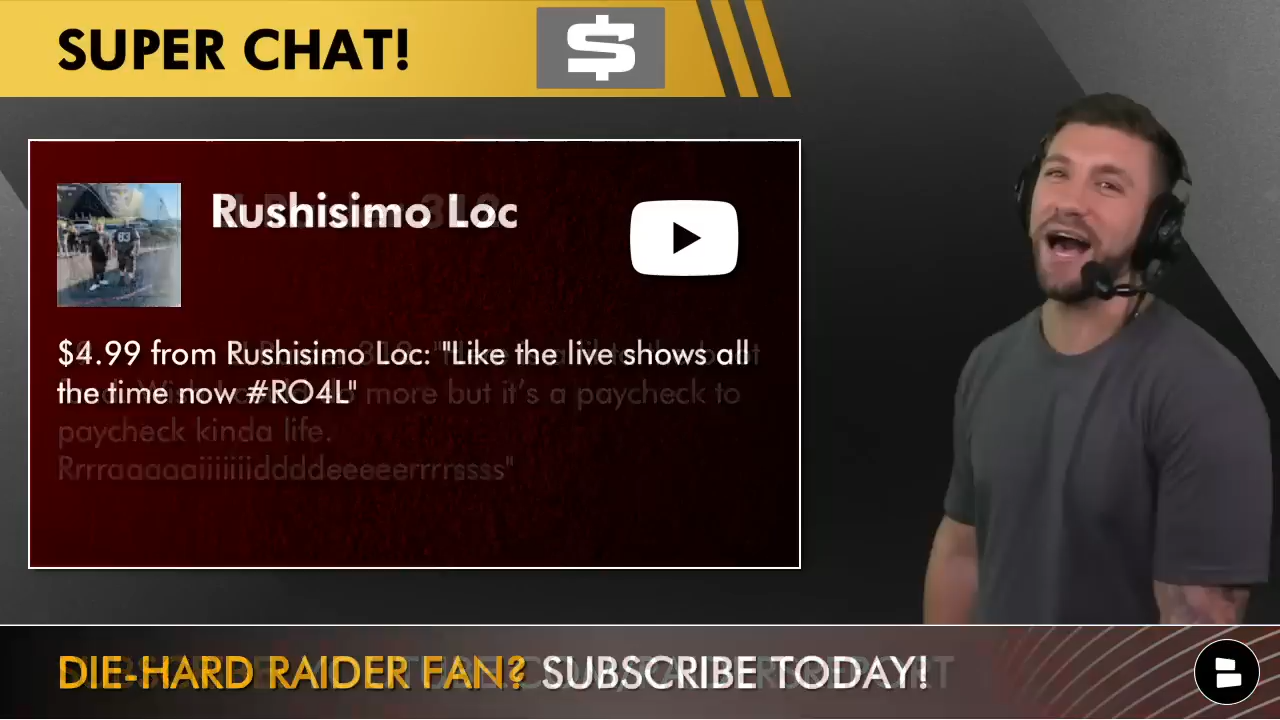 SUPER CHAT!
$
Rushisimo Loc
$4.99 from Rushisimo Loc: "Like the live shows all
the time now #RO4L"
more but it's a paycheck to
paycheck kinda life.
Rrrraaaaaiiiiiiiddddeeeeerrrrssss"
DIE-HARD RAIDER FAN? SUBSCRIBE TODAY!